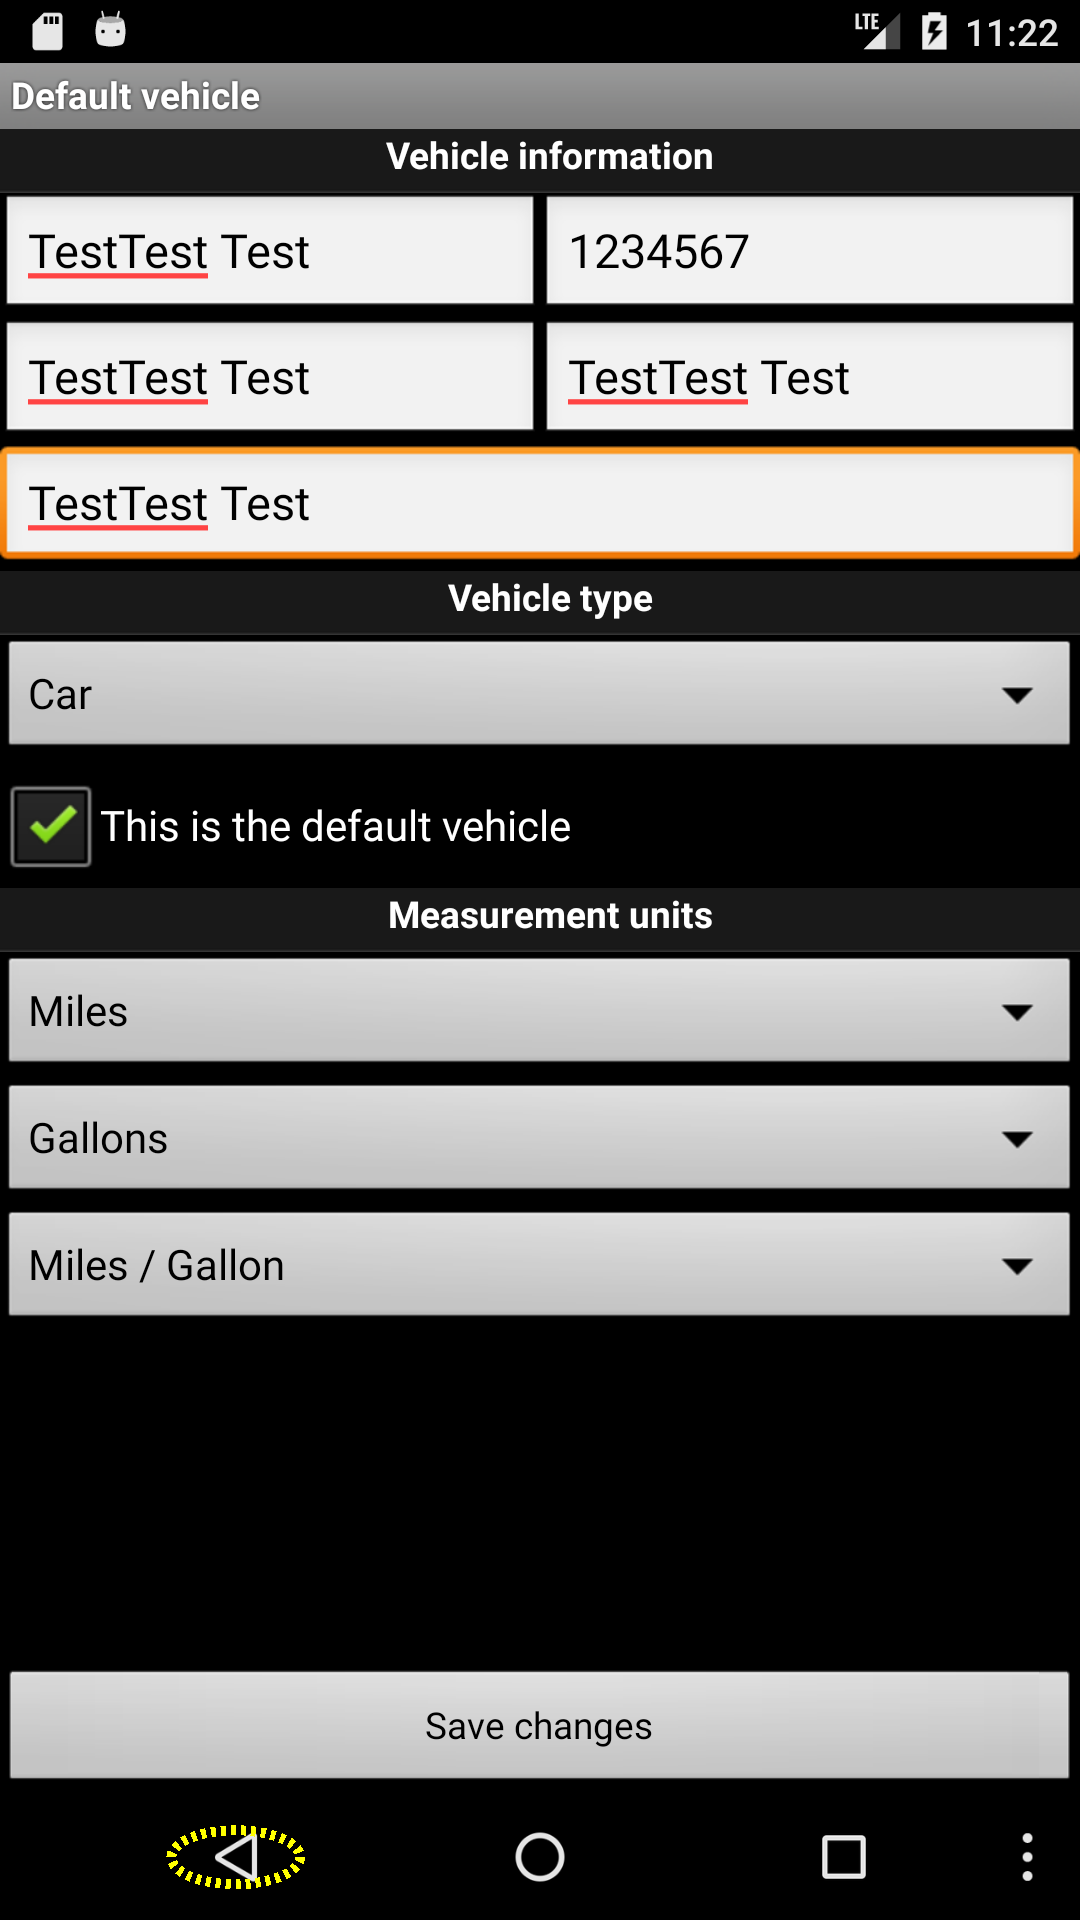 LTE 11:22
Default vehicle
Vehicle information
TestTest Test 1234567
TestTest Test TestTest Test
TestTest Test
Vehicle type
Car
This is the default vehicle
Measurement units
Miles
Gallons
Miles / Gallon
Save changes